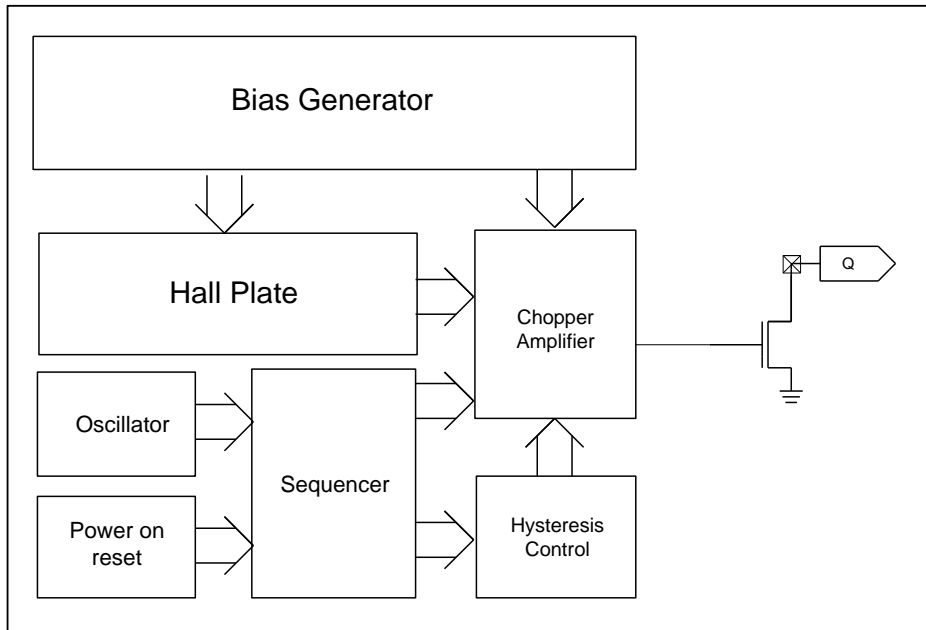 Bias Generator
Hall Plate
Chopper
Amplifier
Q
Oscillator
Sequencer
Power on
reset
Hysteresis
Control